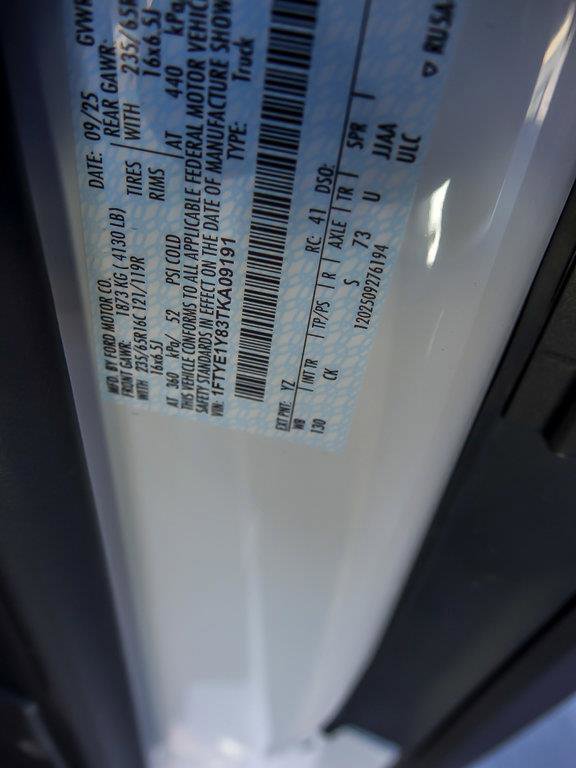 MFD. BY FORD MOTOR CO. DATE: 09/25 GVWR
FRONT GAWR: 1873 KG ( 4130 LB) REAR GAWR:
WITH 235/65R16C 121/119R TIRES WITH 235/65R
16x6.5J RIMS 16x6.5J
AT 360 kPa/ 52 PSI COLD AT 440 kPa
THIS VEHICLE CONFORMS TO ALL APPLICABLE FEDERAL MOTOR VEHIC
SAFETY STANDARDS IN EFFECT ON THE DATE OF MANUFACTURE SHOW
VIN: 1FTYE1Y83TKA09191 TYPE: Truck
EXT PNT: YZ RC: 41 DSO:
WB INT TR TP/PS R AXLE TR SPR
130 CK S 73 U JJAA
1202509276194 ULC
RUSA